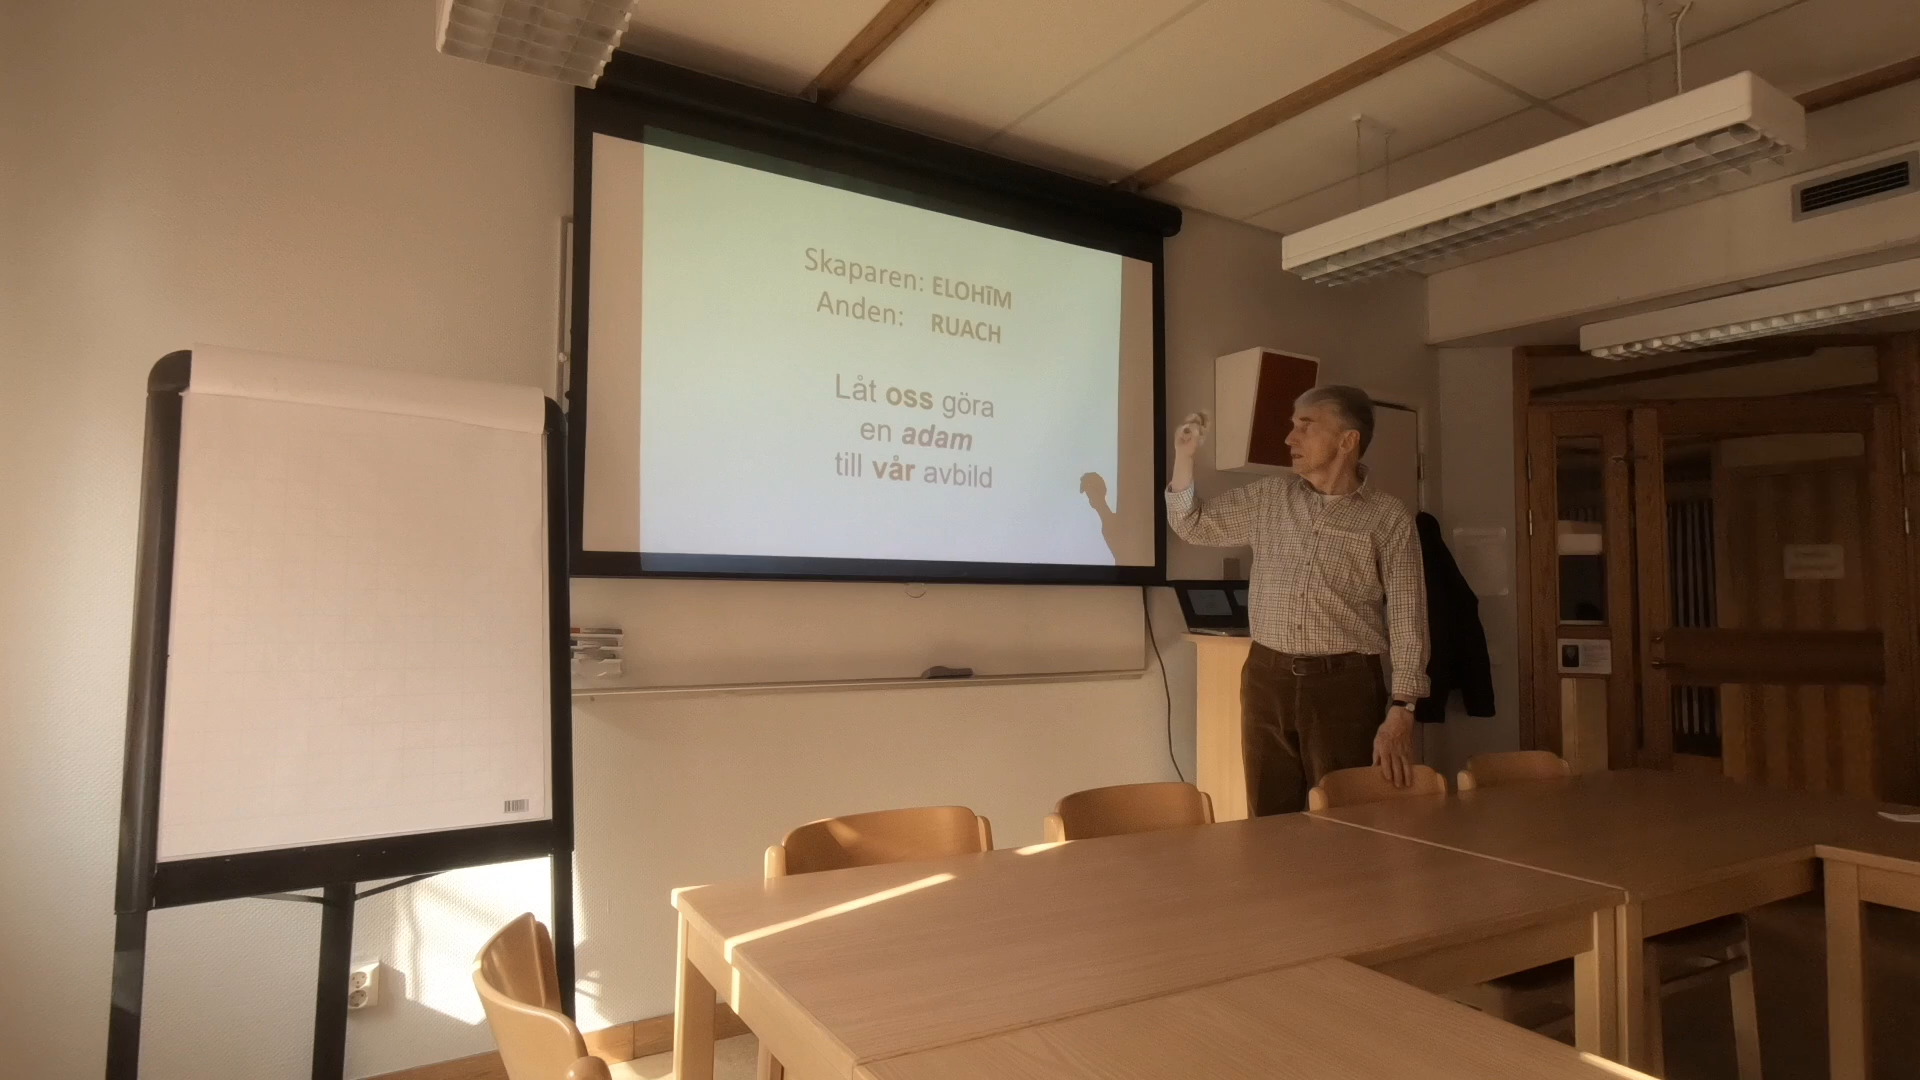 Skaparen: ELOHĪM
Anden: RUACH
Låt oss göra
en adam
till vår avbild